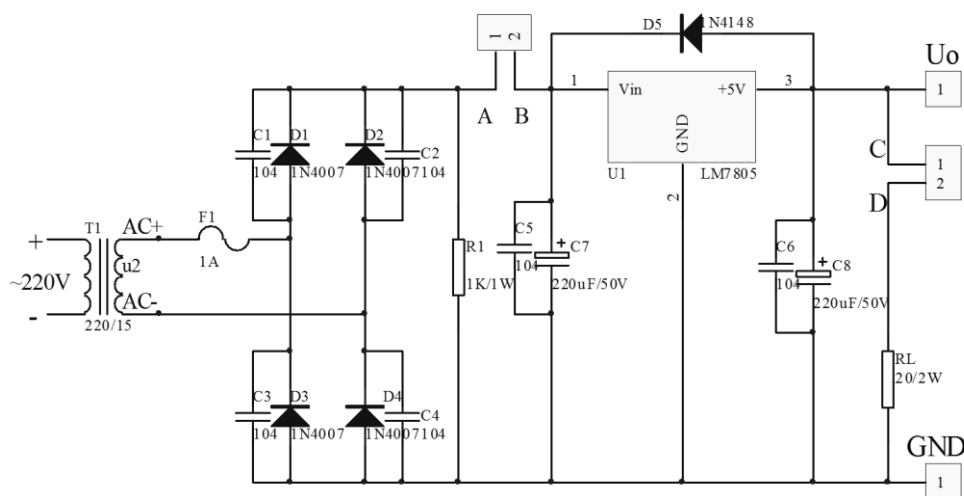 1 2
D5 1N4148
Uo
1
A B
1 Vin +5V 3
GND
U1 LM7805
2
C
1
D 2
C1 D1 D2 C2
104 1N4007 1N4007 104
T1 AC+ F1
+
~220V u2 1A
AC-
-
220/15
R1
1K/1W
C5
104 C7
+
220uF/50V
C6
104 C8
+
220uF/50V
RL
20/2W
C3 D3 D4 C4
104 1N4007 1N4007 104
GND
1